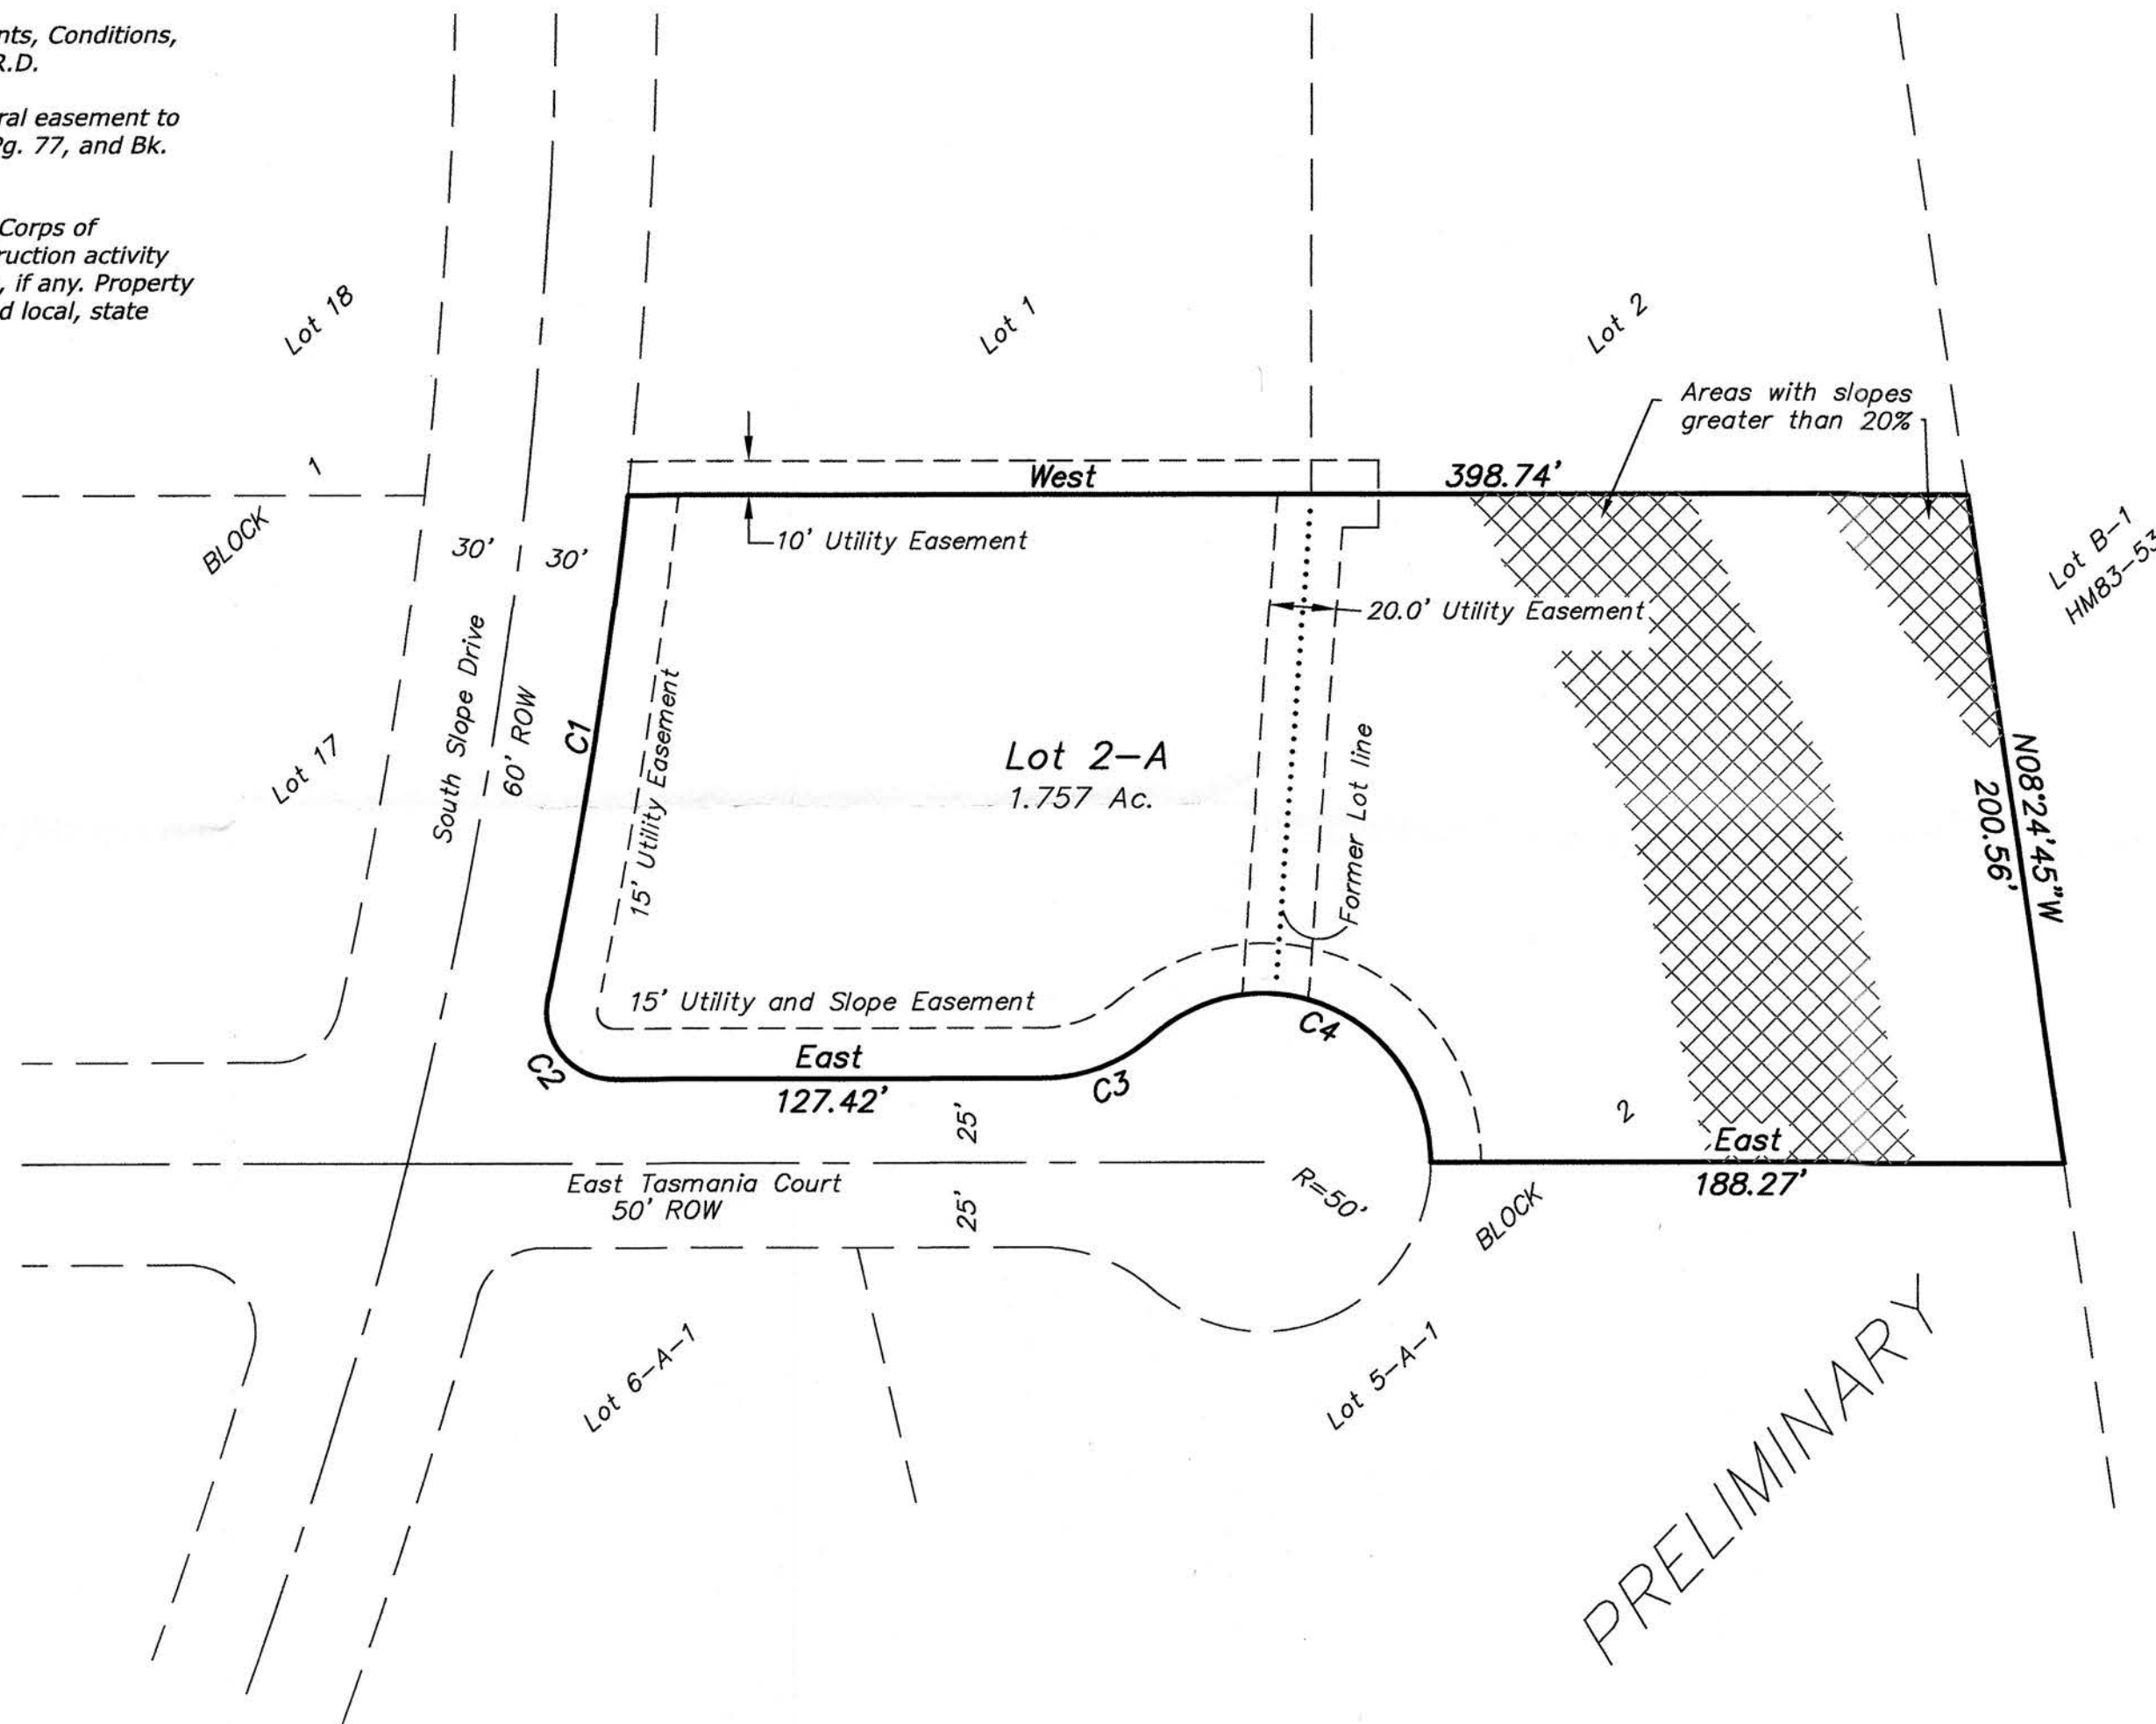 nts, Conditions,
R.D.
ral easement to
Pg. 77, and Bk.
Corps of
ruction activity
, if any. Property
d local, state
Lot 18
Lot 1
Lot 2
Areas with slopes
greater than 20%
West
398.74'
1
BLOCK
30'
30'
10' Utility Easement
Lot B-1
HM83-53
20.0' Utility Easement
South Slope Drive
60' ROW
C1
15' Utility Easement
Lot 17
Lot 2-A
1.757 Ac.
Former Lot line
N08°24'45"W
200.56'
15' Utility and Slope Easement
C4
C2
East
127.42'
C3
25'
2
BLOCK
East
188.27'
East Tasmania Court
50' ROW
25'
R=50'
Lot 6-A-1
Lot 5-A-1
PRELIMINARY